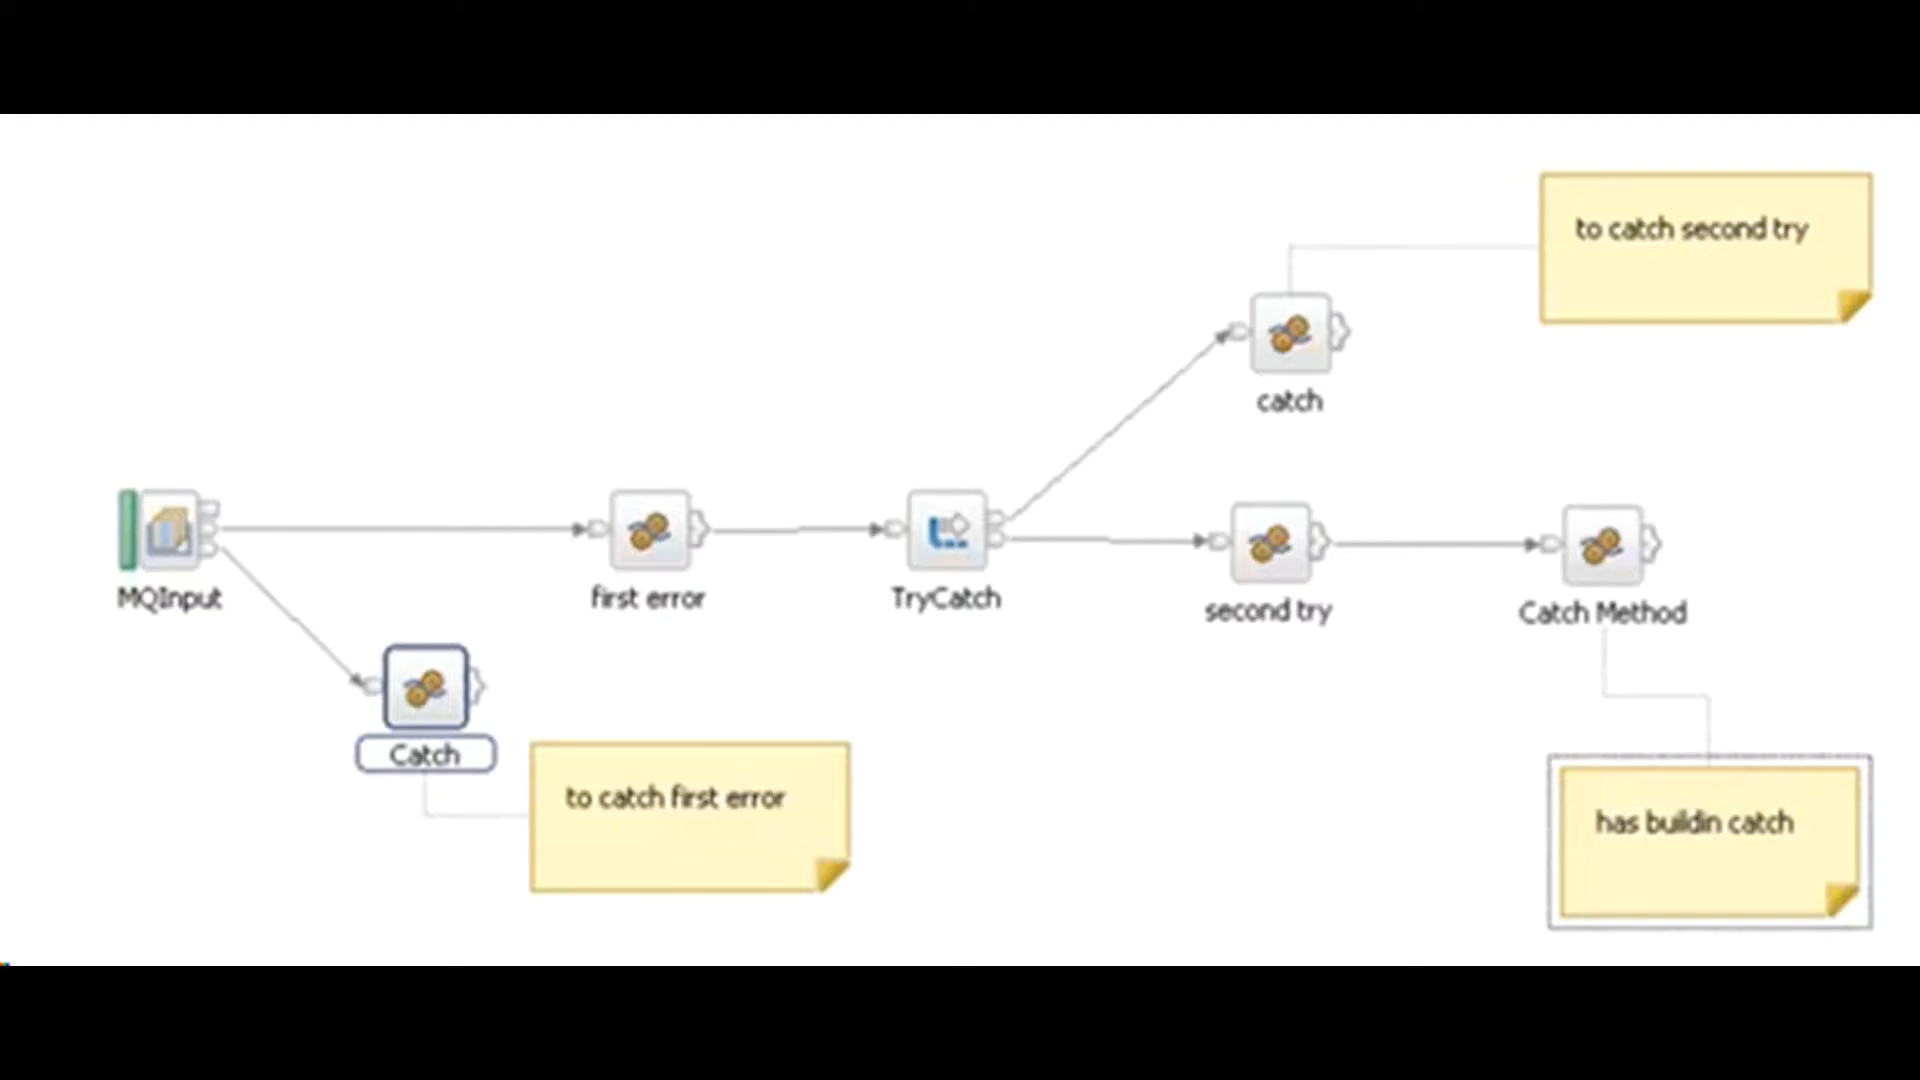 to catch second try
catch
MQInput
first error
TryCatch
second try
Catch Method
Catch
to catch first error
has buildin catch